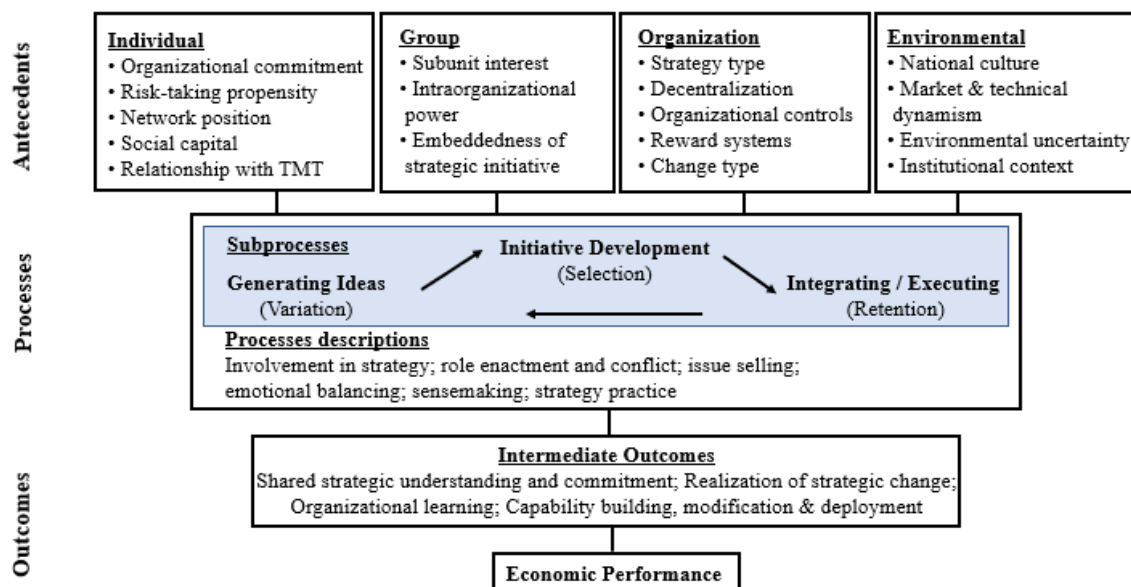 Antecedents
Individual
• Organizational commitment
• Risk-taking propensity
• Network position
• Social capital
• Relationship with TMT
Group
• Subunit interest
• Intraorganizational
power
• Embeddedness of
strategic initiative
Organization
• Strategy type
• Decentralization
• Organizational controls
• Reward systems
• Change type
Environmental
• National culture
• Market & technical
dynamism
• Environmental uncertainty
• Institutional context
Processes
Subprocesses
Generating Ideas
(Variation)
Initiative Development
(Selection)
Integrating / Executing
(Retention)
Processes descriptions
Involvement in strategy; role enactment and conflict; issue selling;
emotional balancing; sensemaking; strategy practice
Outcomes
Intermediate Outcomes
Shared strategic understanding and commitment; Realization of strategic change;
Organizational learning; Capability building, modification & deployment
Economic Performance